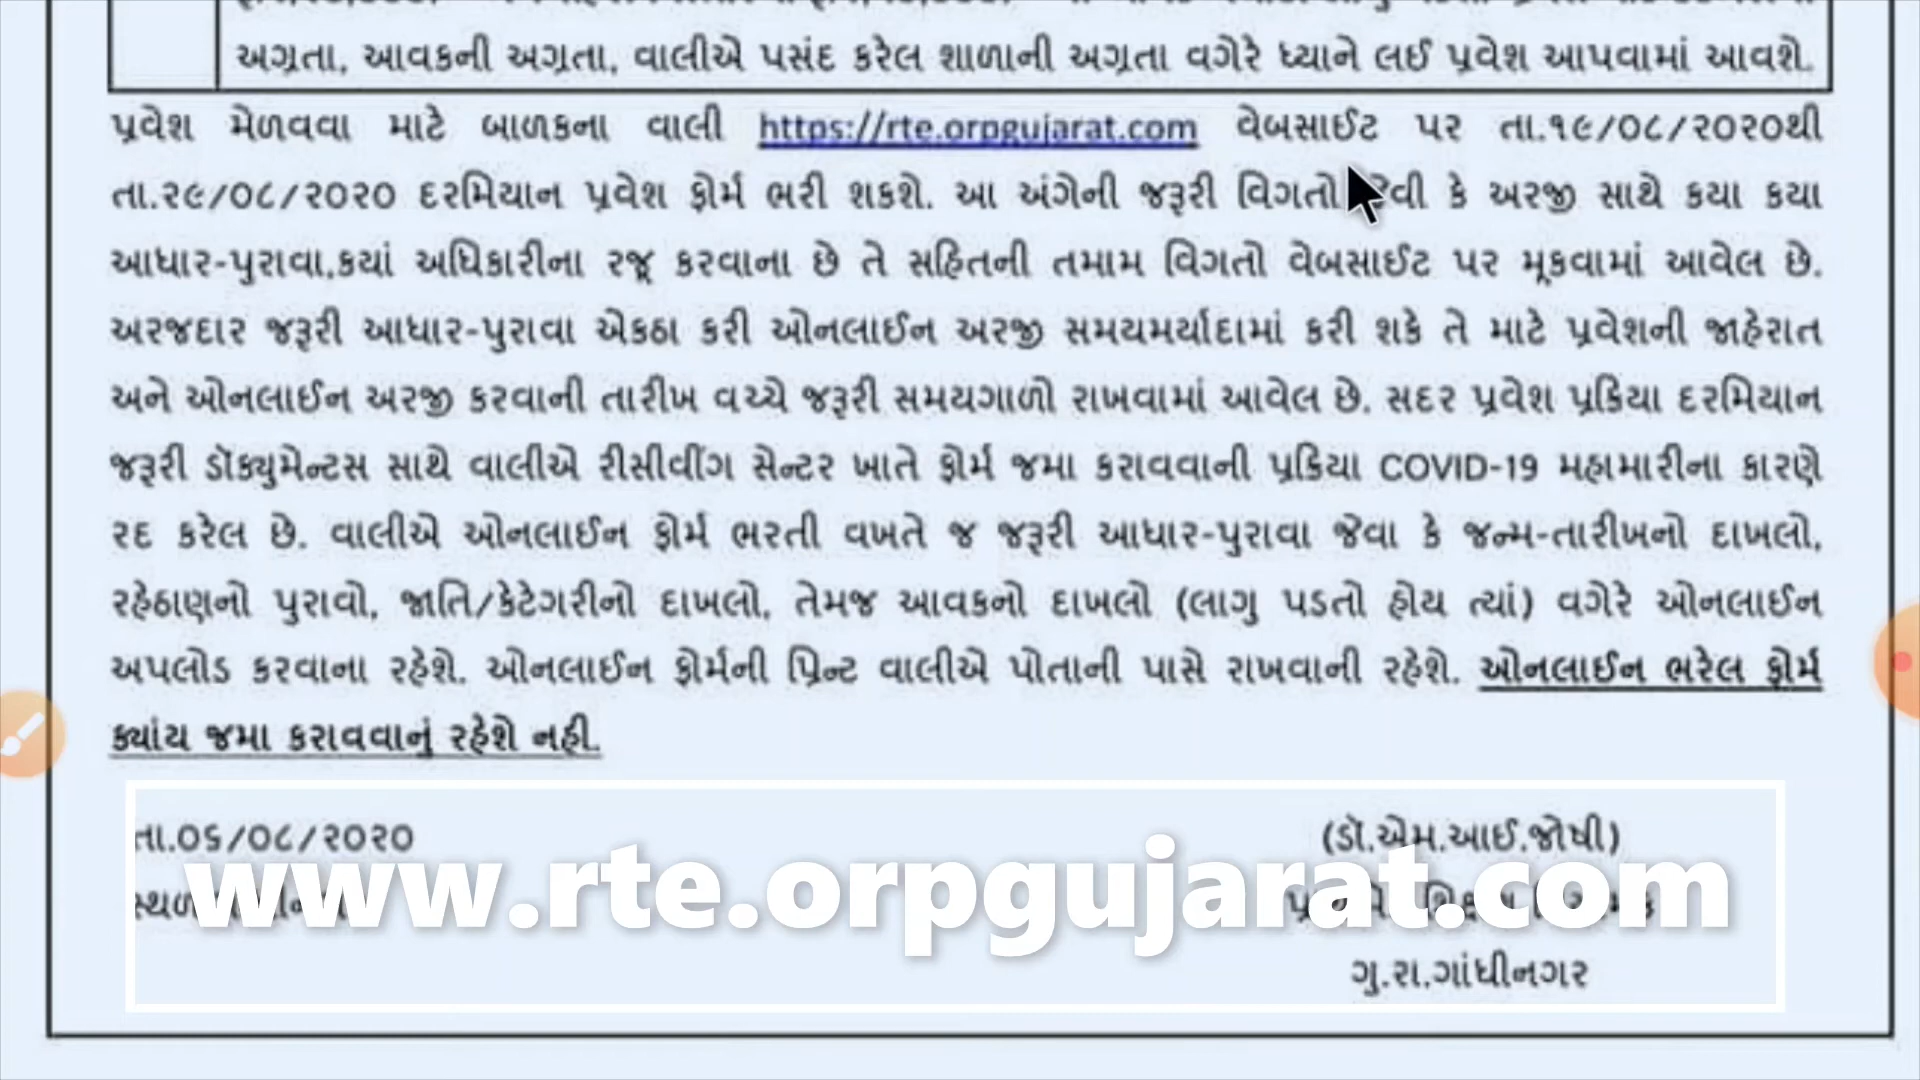 અગ્રતા, આવકની અગ્રતા, વાલીએ પસંદ કરેલ શાળાની અગ્રતા વગેરે ધ્યાને લઈ પ્રવેશ આપવામાં આવશે.
પ્રવેશ મેળવવા માટે બાળકના વાલી https://rte.orpgujarat.com વેબસાઈટ પર તા.૧૯/૦૮/૨૦૨૦થી
તા.૨૯/૦૮/૨૦૨૦ દરમિયાન પ્રવેશ ફોર્મ ભરી શકશે. આ અંગેની જરૂરી વિગતો કે અરજી સાથે કયા કયા
આધાર-પુરાવા,કયાં અધિકારીના રજૂ કરવાના છે તે સહિતની તમામ વિગતો વેબસાઈટ પર મૂકવામાં આવેલ છે.
અરજદાર જરૂરી આધાર-પુરાવા એકઠા કરી ઓનલાઈન અરજી સમયમર્યાદામાં કરી શકે તે માટે પ્રવેશની જાહેરાત
અને ઓનલાઈન અરજી કરવાની તારીખ વચ્ચે જરૂરી સમયગાળો રાખવામાં આવેલ છે. સદર પ્રવેશ પ્રક્રિયા દરમિયાન
જરૂરી ડૉક્યુમેન્ટસ સાથે વાલીએ રીસીવીંગ સેન્ટર ખાતે ફોર્મ જમા કરાવવાની પ્રક્રિયા COVID-19 મહામારીના કારણે
રદ કરેલ છે. વાલીએ ઓનલાઈન ફોર્મ ભરતી વખતે જ જરૂરી આધાર-પુરાવા જેવા કે જન્મ-તારીખનો દાખલો,
રહેઠાણનો પુરાવો, જાતિ/કેટેગરીનો દાખલો, તેમજ આવકનો દાખલો (લાગુ પડતો હોય ત્યાં) વગેરે ઓનલાઈન
અપલોડ કરવાના રહેશે. ઓનલાઈન ફોર્મની પ્રિન્ટ વાલીએ પોતાની પાસે રાખવાની રહેશે. ઓનલાઈન ભરેલ ફોર્મ
ક્યાંય જમા કરાવવાનું રહેશે નહી.
તા.૦૬/૦૮/૨૦૨૦
(ડૉ.એમ.આઈ.જોષી)
www.rte.orpgujarat.com
ગુ.રા.ગાંધીનગર